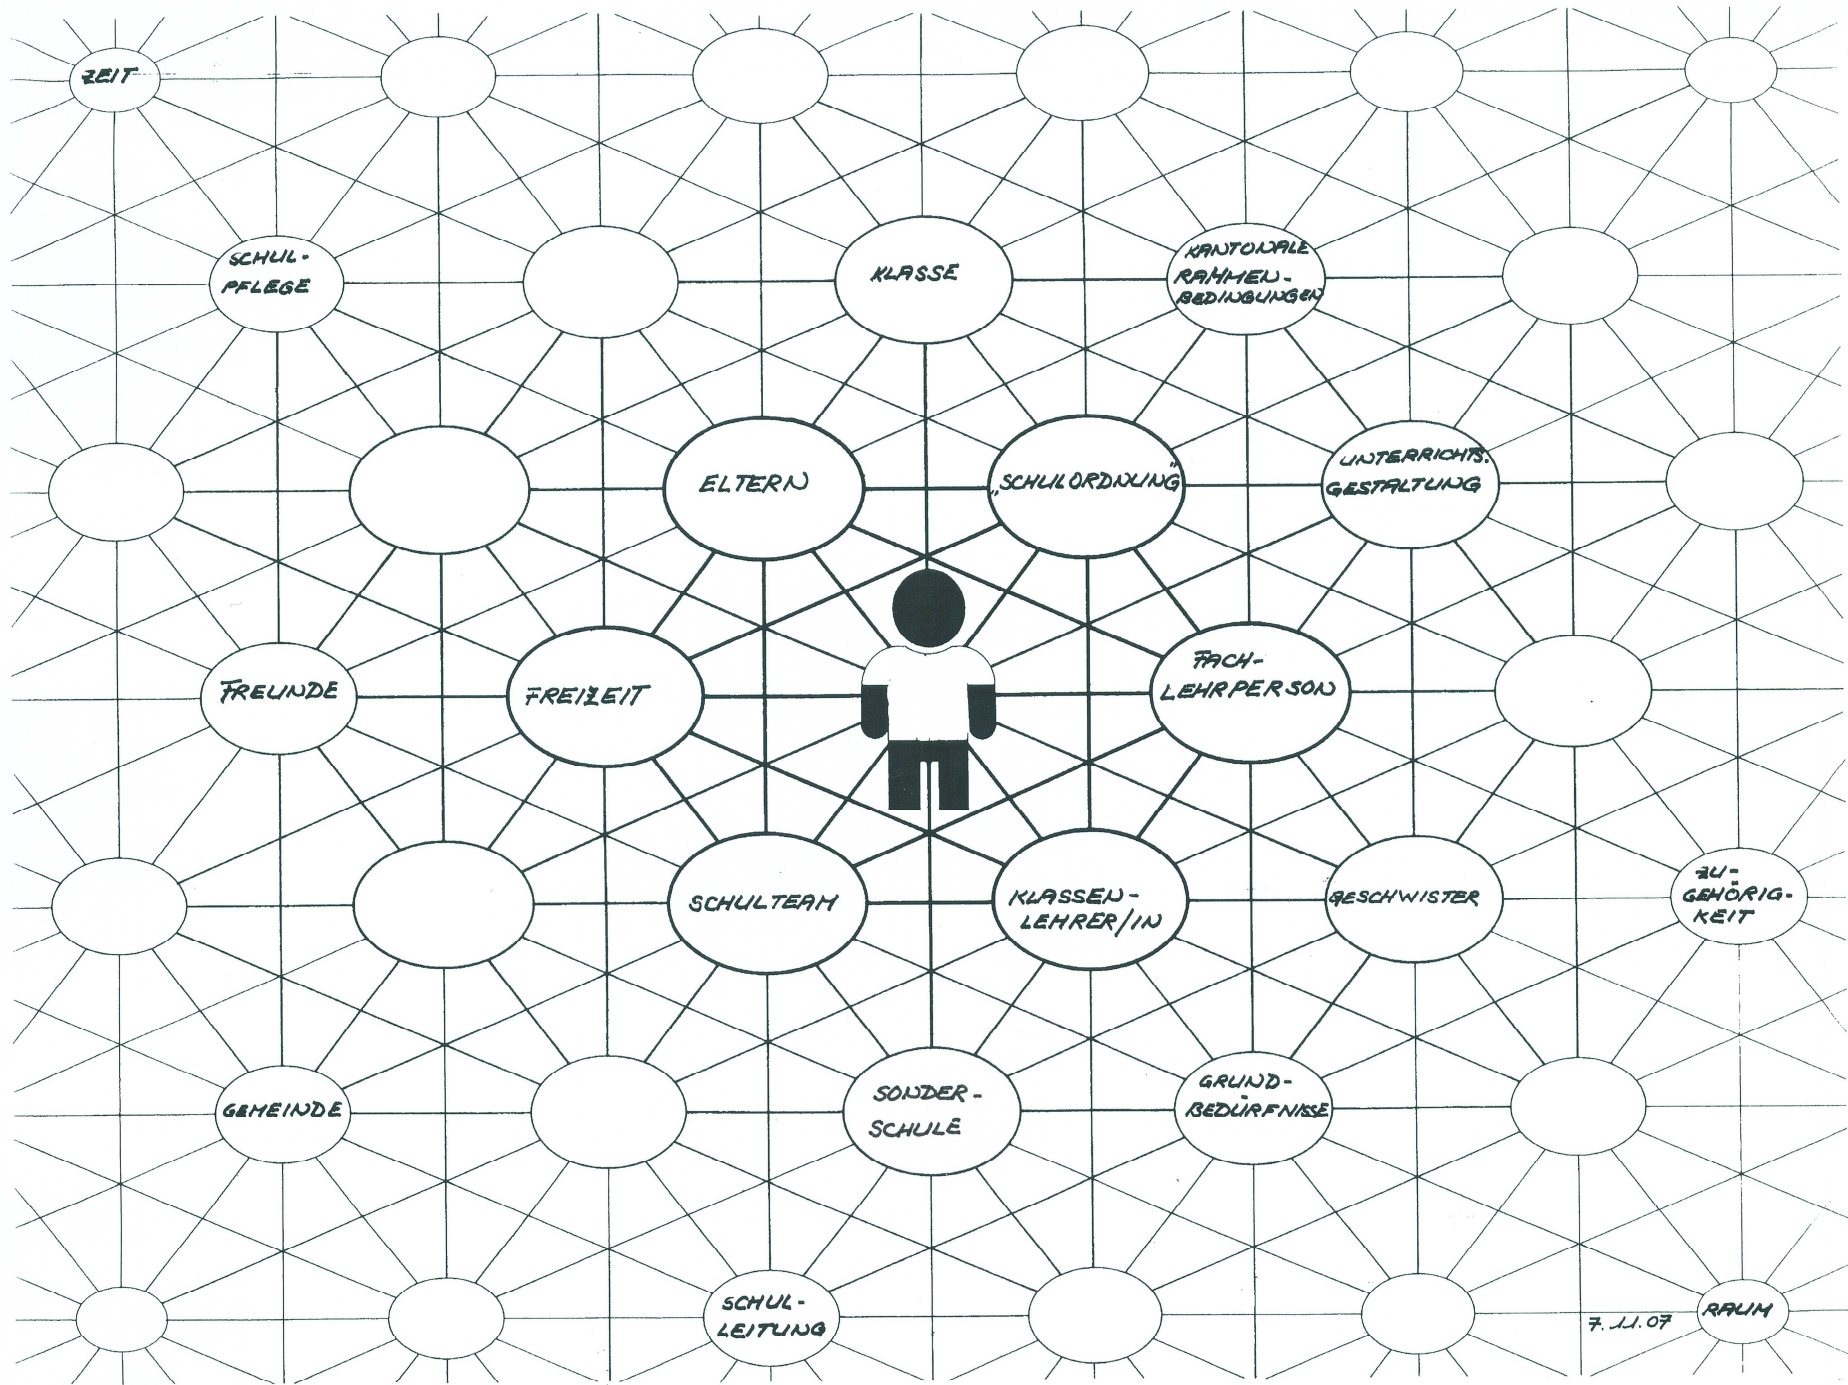 ZEIT
SCHUL-
PFLEGE
KLASSE
KANTONALE
RAHMEN-
BEDINGUNGEN
ELTERN
„SCHULORDNUNG"
UNTERRICHTS-
GESTALTUNG
FREUNDE
FREIZEIT
FACH-
LEHRPERSON
SCHULTEAM
KLASSEN-
LEHRER/IN
GESCHWISTER
ZU-
GEHÖRIG-
KEIT
GEMEINDE
SONDER-
SCHULE
GRUND-
BEDÜRFNISSE
SCHUL-
LEITUNG
7.11.07
RAUM